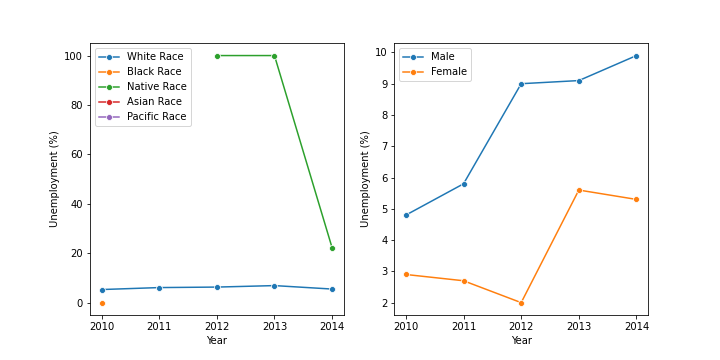 White Race
Black Race
Native Race
Asian Race
Pacific Race
100
80
60
40
20
0
Unemployment (%)
2010 2011 2012 2013 2014
Year
Male
Female
10
9
8
7
6
5
4
3
2
Unemployment (%)
2010 2011 2012 2013 2014
Year